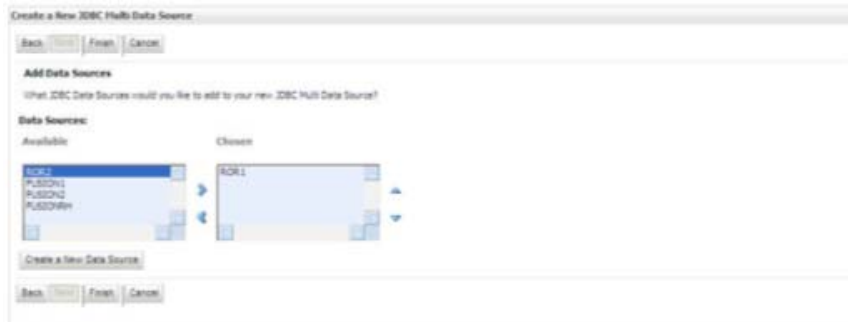 Create a New JDBC Multi Data Source
Back Next Finish Cancel
Add Data Sources
What JDBC Data Sources would you like to add to your new JDBC Multi Data Source?
Data Sources:
Available Chosen
ROR2 ROR1
FUSION1
FUSION2
Create a New Data Source
Back Next Finish Cancel